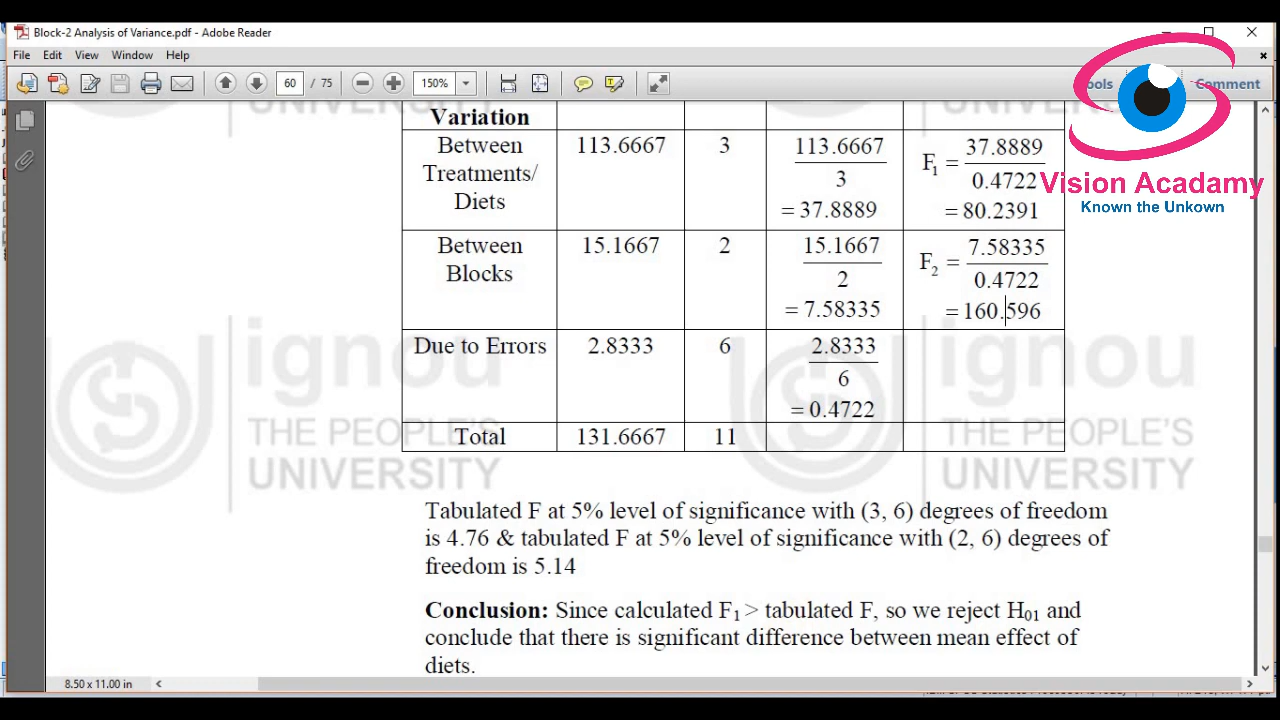 Block-2 Analysis of Variance.pdf - Adobe Reader
File Edit View Window Help
60 / 75 150% Tools Comment
Vision Acadamy
Known the Unkown
UNIVERSITY UNIVERSITY
Variation
Between Treatments/ Diets 113.6667 3 113.6667 / 3 = 37.8889 F1 = 37.8889 / 0.4722 = 80.2391
Between Blocks 15.1667 2 15.1667 / 2 = 7.58335 F2 = 7.58335 / 0.4722 = 160.596
Due to Errors 2.8333 6 2.8333 / 6 = 0.4722
Total 131.6667 11
ignou ignou
THE PEOPLE'S THE PEOPLE'S
UNIVERSITY UNIVERSITY
Tabulated F at 5% level of significance with (3, 6) degrees of freedom
is 4.76 & tabulated F at 5% level of significance with (2, 6) degrees of
freedom is 5.14
Conclusion: Since calculated F1 > tabulated F, so we reject H01 and
conclude that there is significant difference between mean effect of
diets.
8.50 x 11.00 in